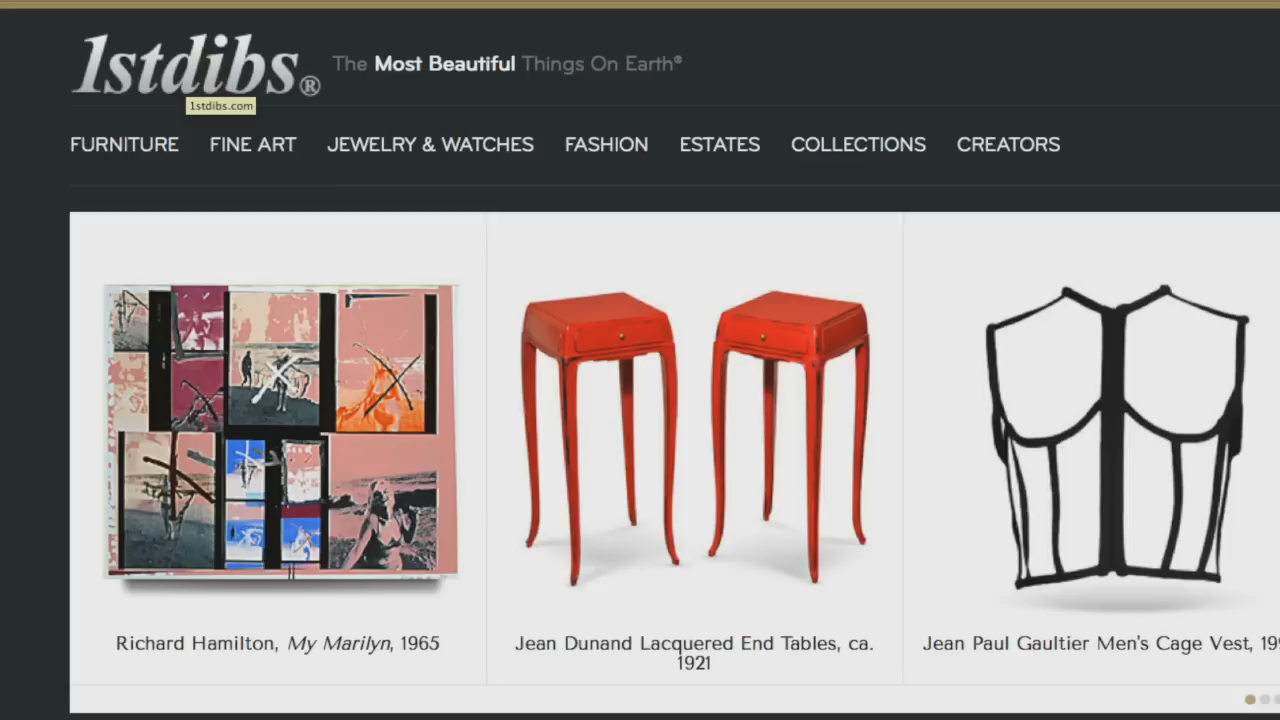 1stdibs®
The Most Beautiful Things On Earth®
1stdibs.com
FURNITURE FINE ART JEWELRY & WATCHES FASHION ESTATES COLLECTIONS CREATORS
Richard Hamilton, My Marilyn, 1965
Jean Dunand Lacquered End Tables, ca.
1921
Jean Paul Gaultier Men's Cage Vest,